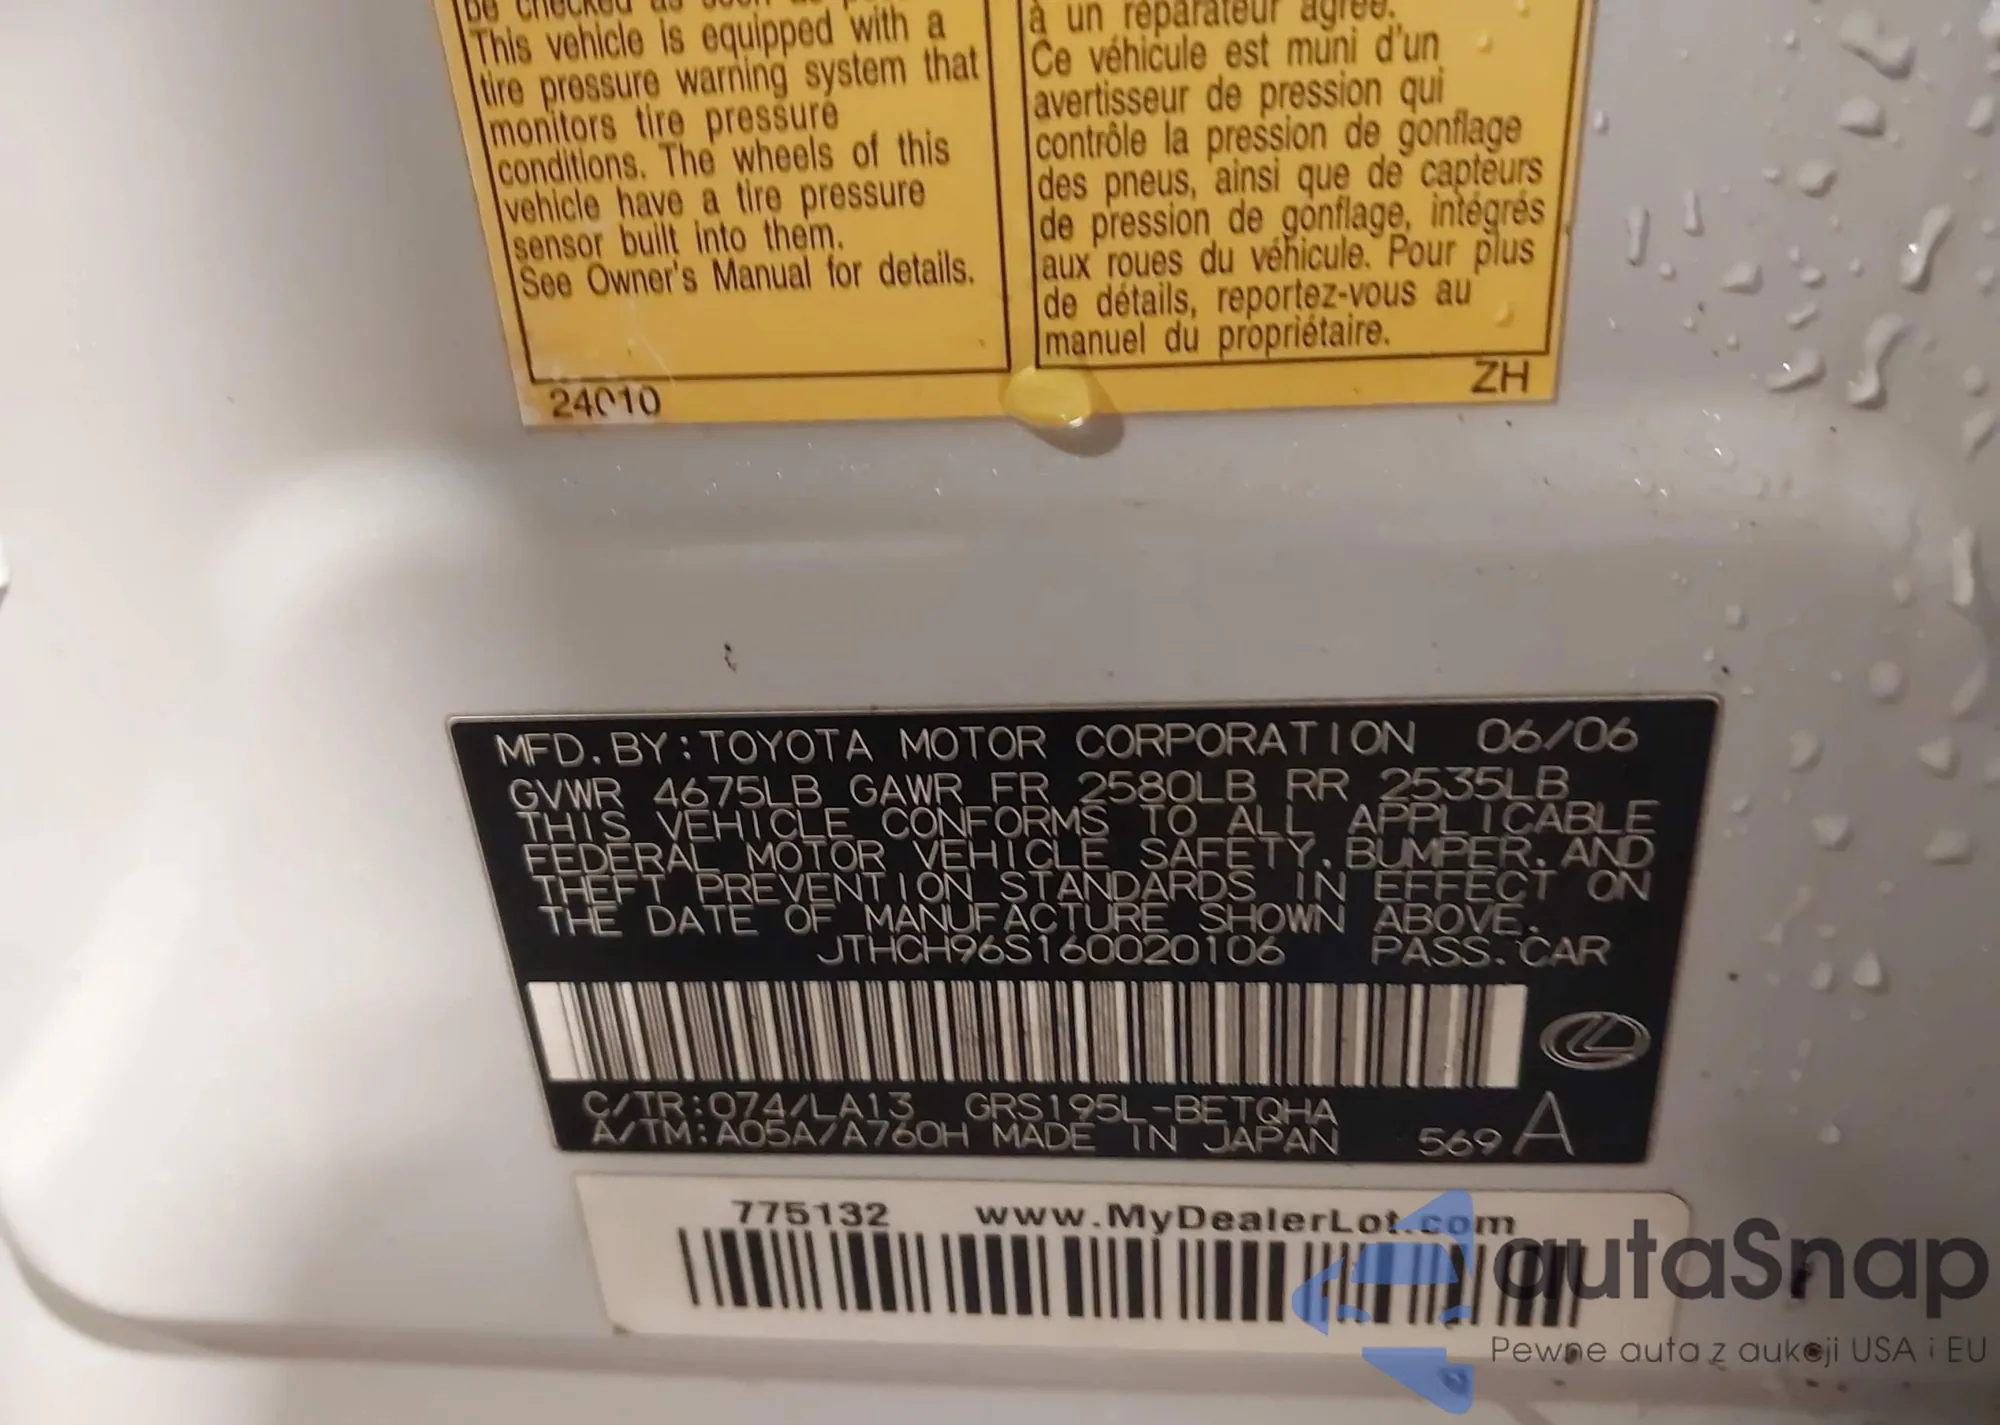 be checked as soon as
This vehicle is equipped with a
tire pressure warning system that
monitors tire pressure
conditions. The wheels of this
vehicle have a tire pressure
sensor built into them.
See Owner's Manual for details.
24010
à un réparateur agréé.
Ce véhicule est muni d'un
avertisseur de pression qui
contrôle la pression de gonflage
des pneus, ainsi que de capteurs
de pression de gonflage, intégrés
aux roues du véhicule. Pour plus
de détails, reportez-vous au
manuel du propriétaire.
ZH
MFD. BY: TOYOTA MOTOR CORPORATION 06/06
GVWR 4675LB GAWR FR 2580LB RR 2535LB
THIS VEHICLE CONFORMS TO ALL APPLICABLE
FEDERAL MOTOR VEHICLE SAFETY, BUMPER, AND
THEFT PREVENTION STANDARDS IN EFFECT ON
THE DATE OF MANUFACTURE SHOWN ABOVE.
JTHCH96S160020106 PASS. CAR
C/TR:074/LA13 GRS195L-BETQHA
A/TM:A05A/A760H MADE IN JAPAN 569 A
775132 www.MyDealerLot.com
autaSnap
Pewne auta z aukcji USA i EU